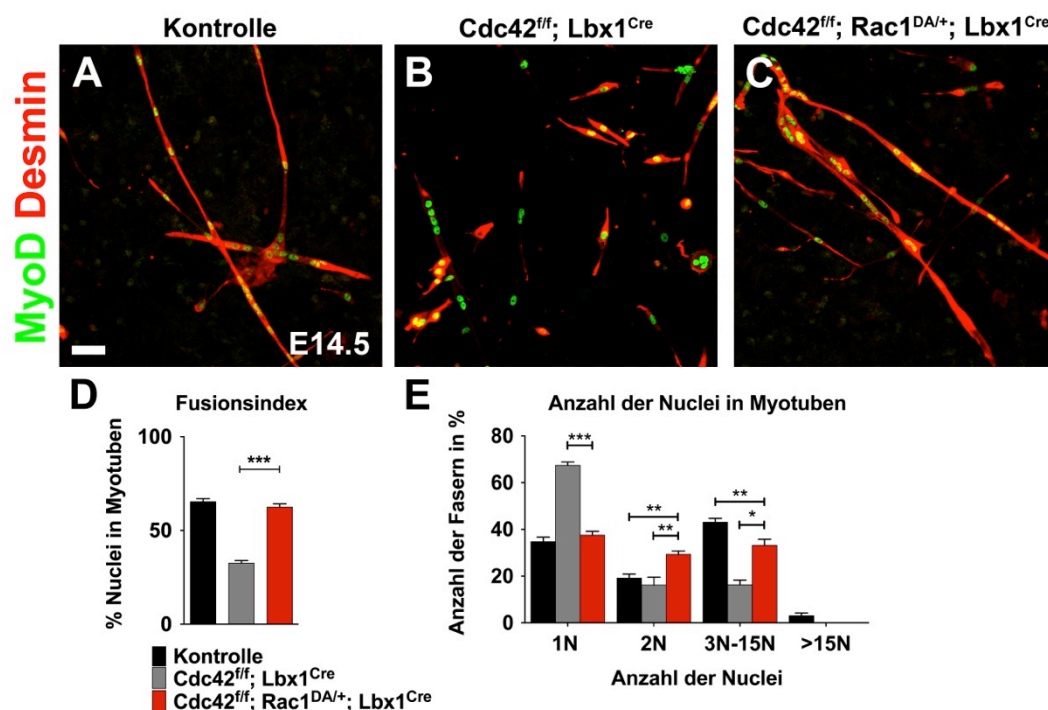 Kontrolle
Cdc42f/f; Lbx1Cre
Cdc42f/f; Rac1DA/+; Lbx1Cre
MyoD Desmin
A
B
C
E14.5
D
Fusionsindex
% Nuclei in Myotuben
100
50
0
***
Kontrolle
Cdc42f/f; Lbx1Cre
Cdc42f/f; Rac1DA/+; Lbx1Cre
E
Anzahl der Nuclei in Myotuben
Anzahl der Fasern in %
80
60
40
20
0
***
**
**
**
*
1N 2N 3N-15N >15N
Anzahl der Nuclei